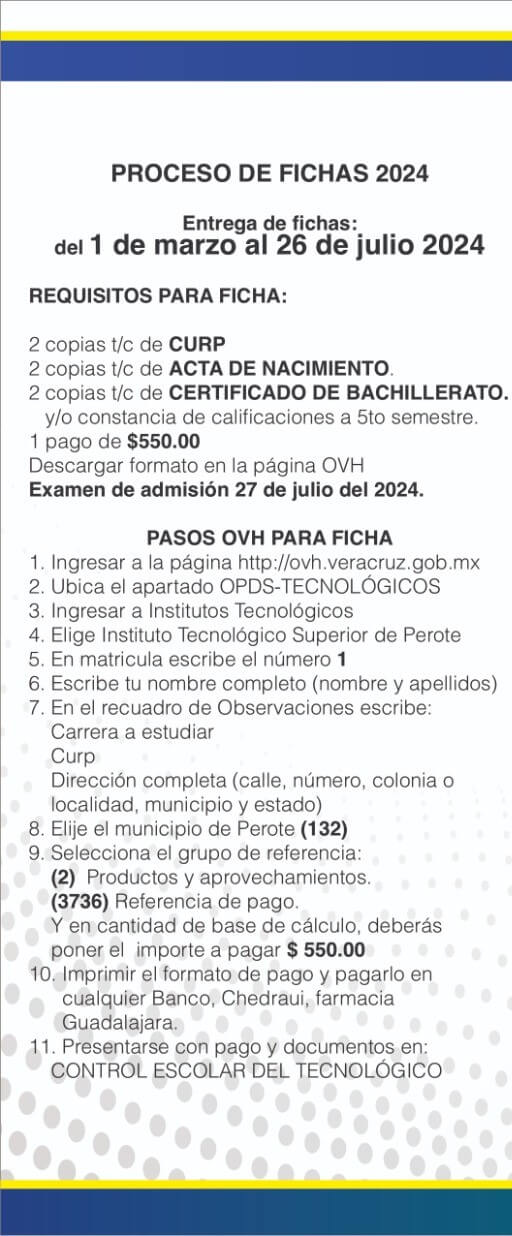 PROCESO DE FICHAS 2024
Entrega de fichas:
del 1 de marzo al 26 de julio 2024
REQUISITOS PARA FICHA:
2 copias t/c de CURP
2 copias t/c de ACTA DE NACIMIENTO.
2 copias t/c de CERTIFICADO DE BACHILLERATO.
y/o constancia de calificaciones a 5to semestre.
1 pago de $550.00
Descargar formato en la página OVH
Examen de admisión 27 de julio del 2024.
PASOS OVH PARA FICHA
1. Ingresar a la página http://ovh.veracruz.gob.mx
2. Ubica el apartado OPDS-TECNOLÓGICOS
3. Ingresar a Institutos Tecnológicos
4. Elige Instituto Tecnológico Superior de Perote
5. En matricula escribe el número 1
6. Escribe tu nombre completo (nombre y apellidos)
7. En el recuadro de Observaciones escribe:
Carrera a estudiar
Curp
Dirección completa (calle, número, colonia o
localidad, municipio y estado)
8. Elije el municipio de Perote (132)
9. Selecciona el grupo de referencia:
(2) Productos y aprovechamientos.
(3736) Referencia de pago.
Y en cantidad de base de cálculo, deberás
poner el importe a pagar $ 550.00
10. Imprimir el formato de pago y pagarlo en
cualquier Banco, Chedraui, farmacia
Guadalajara.
11. Presentarse con pago y documentos en:
CONTROL ESCOLAR DEL TECNOLÓGICO